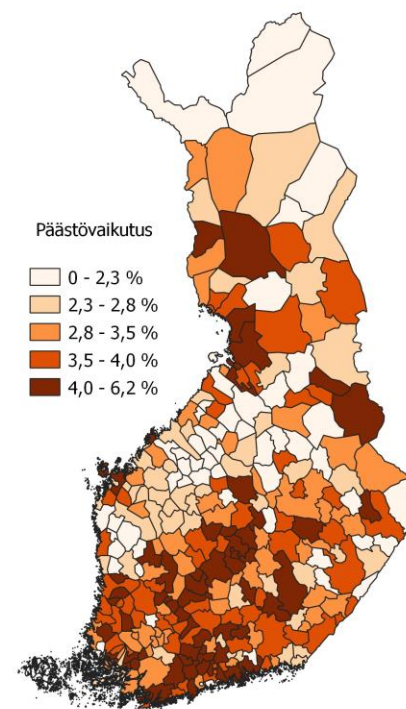 Päästövaikutus
0 - 2,3 %
2,3 - 2,8 %
2,8 - 3,5 %
3,5 - 4,0 %
4,0 - 6,2 %